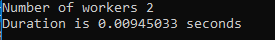 Number of workers 2
Duration is 0.00945033 seconds